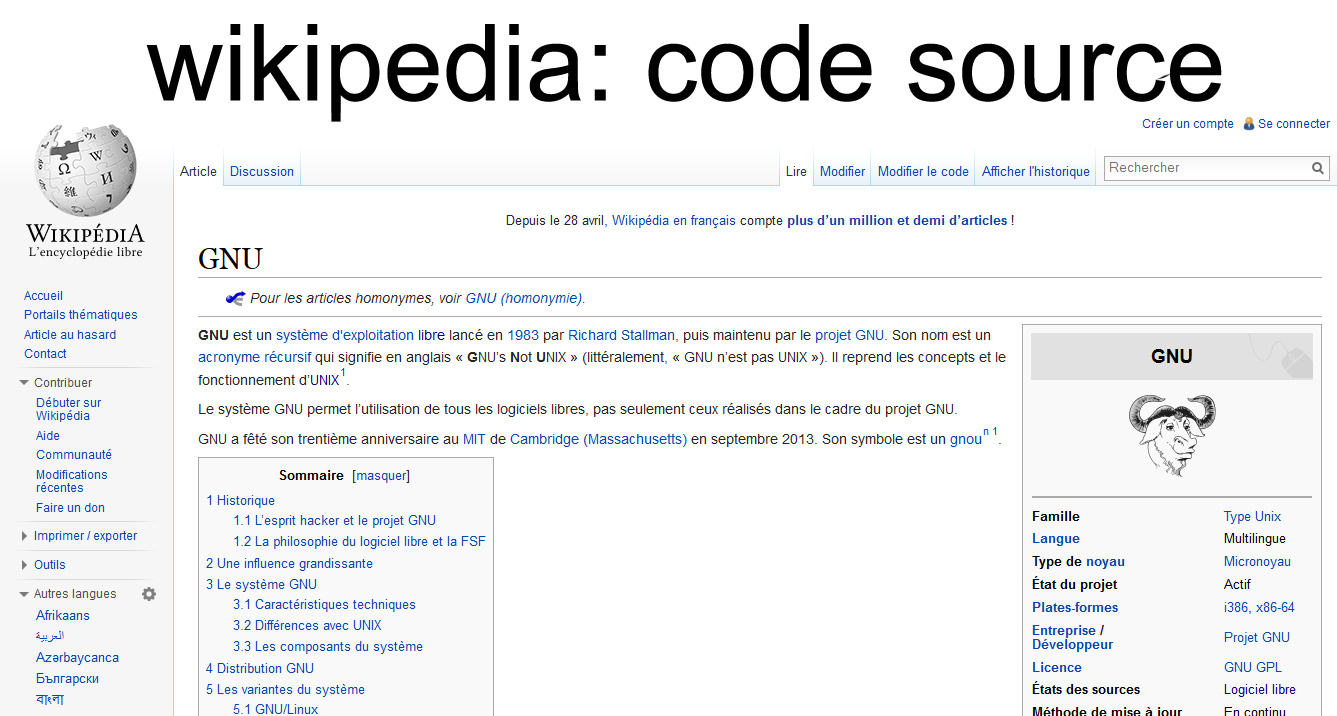 wikipedia: code source
Créer un compte Se connecter
WIKIPÉDIA
L'encyclopédie libre
Article Discussion Lire Modifier Modifier le code Afficher l'historique Rechercher
Depuis le 28 avril, Wikipédia en français compte plus d’un million et demi d’articles !
GNU
Pour les articles homonymes, voir GNU (homonymie).
GNU est un système d'exploitation libre lancé en 1983 par Richard Stallman, puis maintenu par le projet GNU. Son nom est un
acronyme récursif qui signifie en anglais « GNU’s Not UNIX » (littéralement, « GNU n’est pas UNIX »). Il reprend les concepts et le
fonctionnement d’UNIX1.
Le système GNU permet l’utilisation de tous les logiciels libres, pas seulement ceux réalisés dans le cadre du projet GNU.
GNU a fêté son trentième anniversaire au MIT de Cambridge (Massachusetts) en septembre 2013. Son symbole est un gnou n 1.
Sommaire [masquer]
1 Historique
1.1 L’esprit hacker et le projet GNU
1.2 La philosophie du logiciel libre et la FSF
2 Une influence grandissante
3 Le système GNU
3.1 Caractéristiques techniques
3.2 Différences avec UNIX
3.3 Les composants du système
4 Distribution GNU
5 Les variantes du système
5.1 GNU/Linux
GNU
Famille Type Unix
Langue Multilingue
Type de noyau Micronoyau
État du projet Actif
Plates-formes i386, x86-64
Entreprise /
Développeur Projet GNU
Licence GNU GPL
États des sources Logiciel libre
Méthode de mise à jour En continu
Accueil
Portails thématiques
Article au hasard
Contact
Contribuer
Débuter sur
Wikipédia
Aide
Communauté
Modifications
récentes
Faire un don
Imprimer / exporter
Outils
Autres langues
Afrikaans
العربية
Azərbaycanca
Български
বাংলা